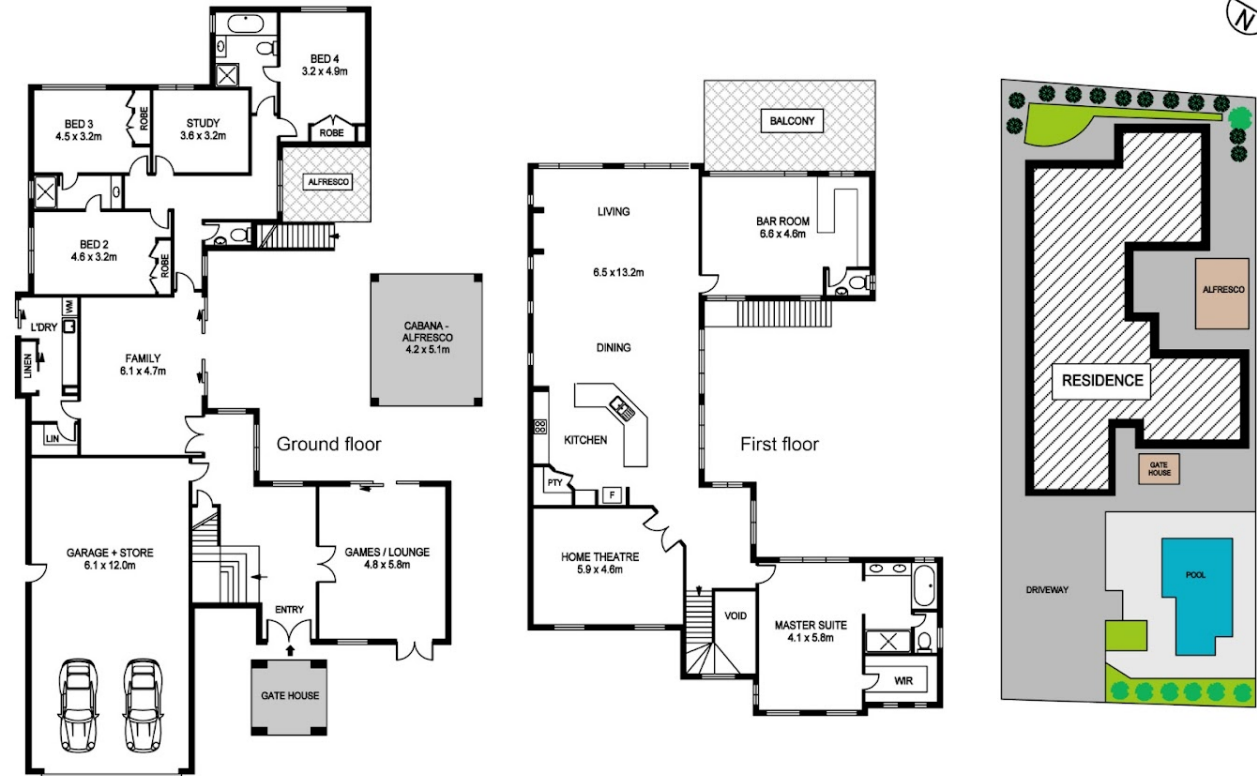 BED 4
3.2 x 4.9m
ROBE
BED 3
4.5 x 3.2m
ROBE
STUDY
3.6 x 3.2m
ALFRESCO
BED 2
4.6 x 3.2m
ROBE
WM
L'DRY
LINEN
LIN
FAMILY
6.1 x 4.7m
CABANA -
ALFRESCO
4.2 x 5.1m
Ground floor
GARAGE + STORE
6.1 x 12.0m
GAMES / LOUNGE
4.8 x 5.8m
ENTRY
GATE HOUSE
BALCONY
LIVING
6.5 x 13.2m
DINING
BAR ROOM
6.6 x 4.6m
KITCHEN
PTY
F
First floor
HOME THEATRE
5.9 x 4.6m
VOID
MASTER SUITE
4.1 x 5.8m
WIR
N
ALFRESCO
RESIDENCE
GATE
HOUSE
DRIVEWAY
POOL